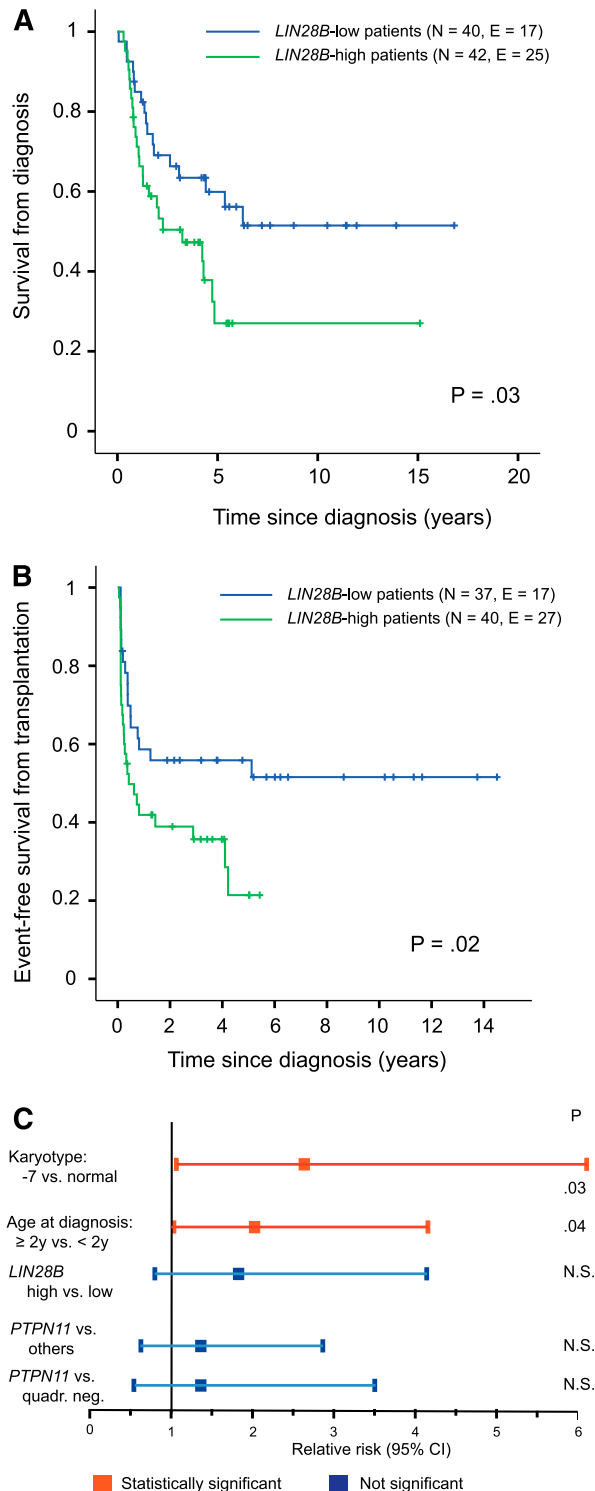 A
LIN28B-low patients (N = 40, E = 17)
LIN28B-high patients (N = 42, E = 25)
Survival from diagnosis
1
0.8
0.6
0.4
0.2
0
P = .03
0 5 10 15 20
Time since diagnosis (years)
B
LIN28B-low patients (N = 37, E = 17)
LIN28B-high patients (N = 40, E = 27)
Event-free survival from transplantation
1
0.8
0.6
0.4
0.2
0
P = .02
0 2 4 6 8 10 12 14
Time since diagnosis (years)
C
P
Karyotype:
-7 vs. normal
.03
Age at diagnosis:
≥ 2y vs. < 2y
.04
LIN28B
high vs. low
N.S.
PTPN11 vs.
others
N.S.
PTPN11 vs.
quadr. neg.
N.S.
0 1 2 3 4 5 6
Relative risk (95% CI)
Statistically significant
Not significant